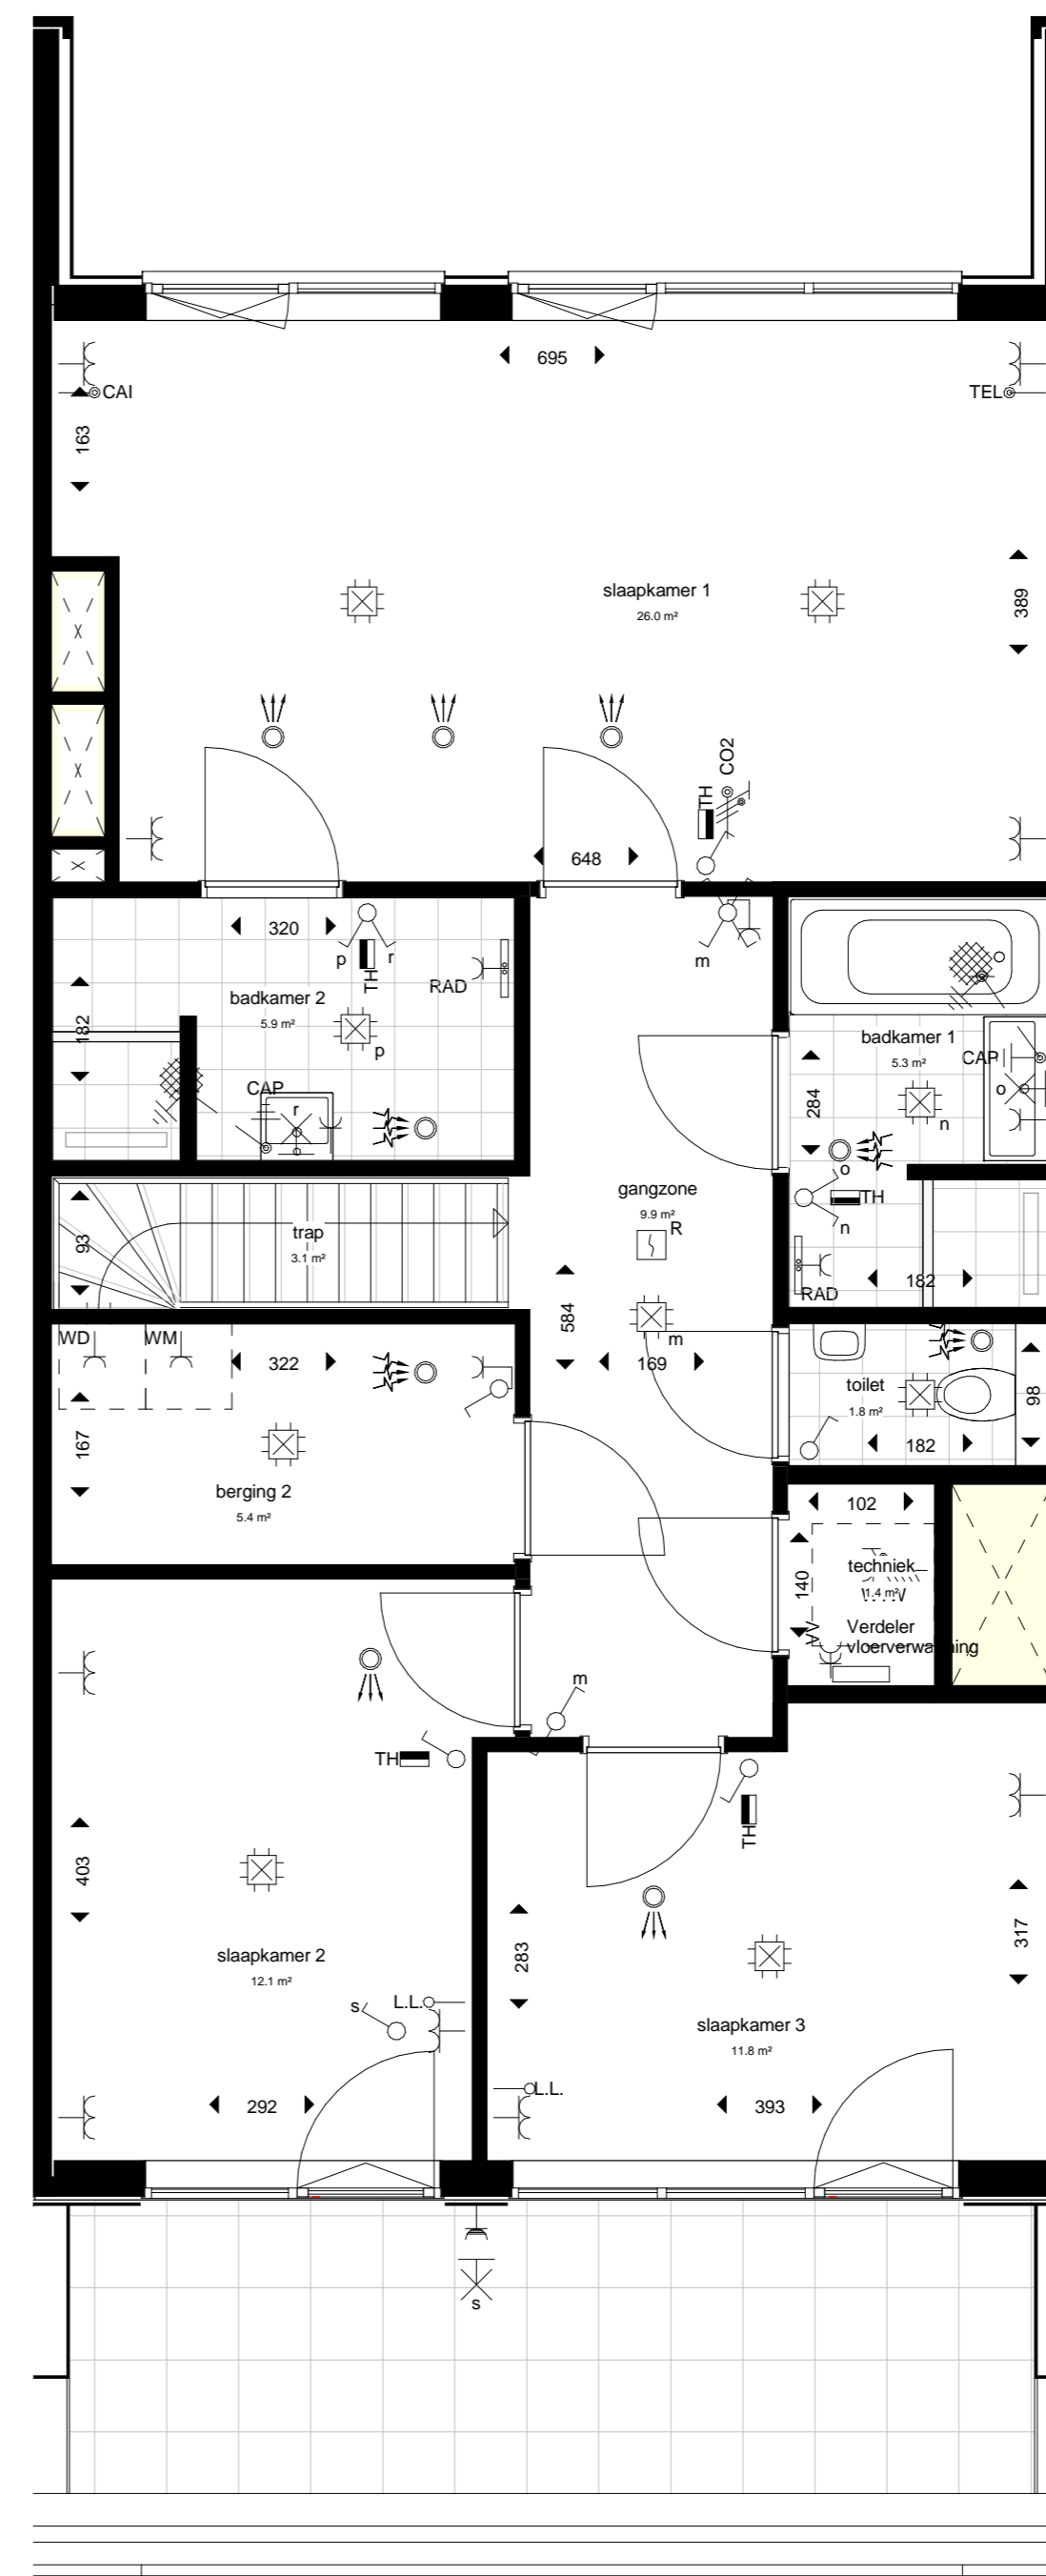 695
CAI
TEL
163
slaapkamer 1
26.0 m²
389
CO2
TH
648
320
p
r
TH
m
RAD
badkamer 2
5.9 m²
182
p
badkamer 1
5.3 m²
CAP
o
284
n
CAP
r
o
TH
n
gangzone
9.9 m²
R
trap
3.1 m²
93
182
RAD
584
m
169
WD
WM
322
toilet
1.8 m²
98
182
167
berging 2
5.4 m²
102
techniek
1.4 m²
140
Verdeler
vloerverwarming
m
TH
TH
403
283
317
slaapkamer 2
12.1 m²
s
L.L.
slaapkamer 3
11.8 m²
L.L.
292
393
s